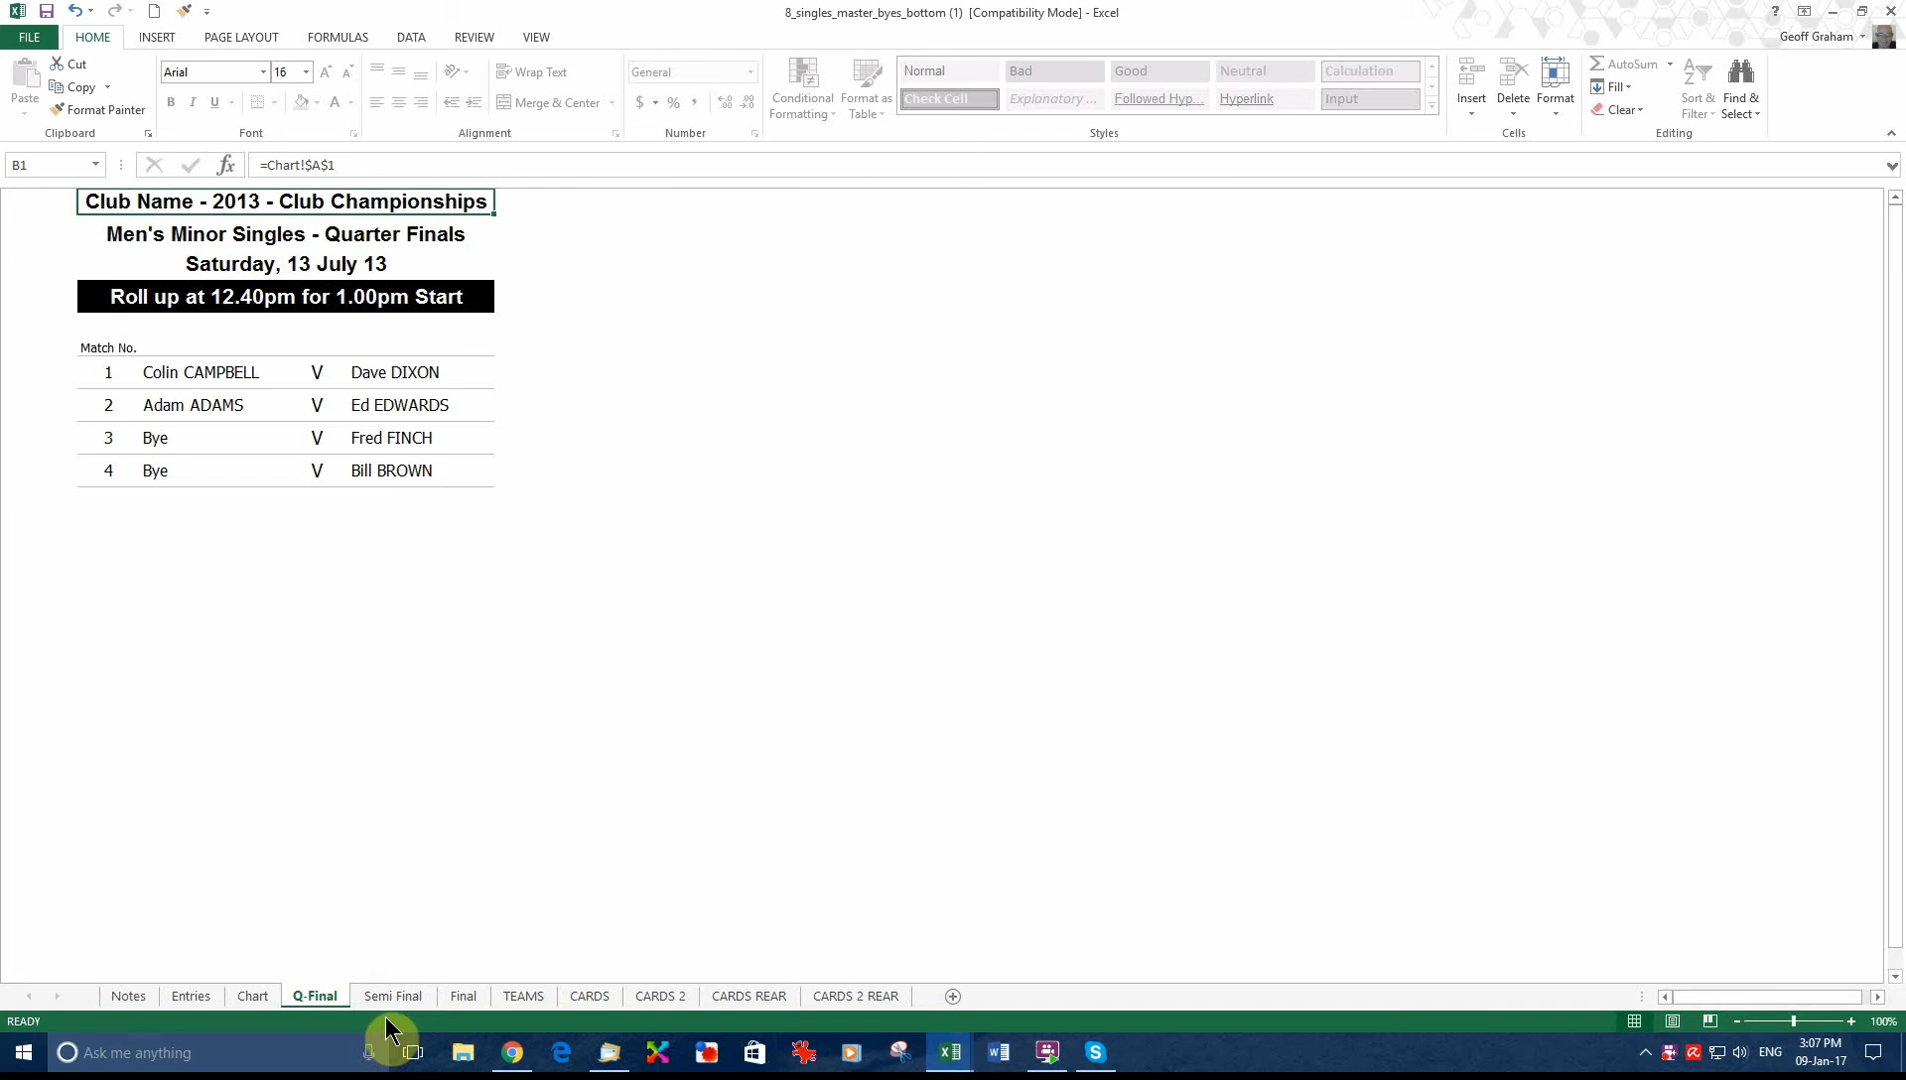 8_singles_master_byes_bottom (1) [Compatibility Mode] - Excel
FILE HOME INSERT PAGE LAYOUT FORMULAS DATA REVIEW VIEW Geoff Graham
Paste
Cut
Copy
Format Painter
Clipboard
Arial 16
B I U
Font
Wrap Text
Merge & Center
Alignment
General
$ %
Number
Conditional Formatting
Format as Table
Normal Bad Good Neutral Calculation
Check Cell Explanatory ... Followed Hyp... Hyperlink Input
Styles
Insert Delete Format
Cells
AutoSum
Fill
Clear
Sort & Filter
Find & Select
Editing
B1 fx =Chart!$A$1
Club Name - 2013 - Club Championships
Men's Minor Singles - Quarter Finals
Saturday, 13 July 13
Roll up at 12.40pm for 1.00pm Start
Match No.
1 Colin CAMPBELL V Dave DIXON
2 Adam ADAMS V Ed EDWARDS
3 Bye V Fred FINCH
4 Bye V Bill BROWN
Notes Entries Chart Q-Final Semi Final Final TEAMS CARDS CARDS 2 CARDS REAR CARDS 2 REAR
READY 100%
Ask me anything
ENG
3:07 PM
09-Jan-17